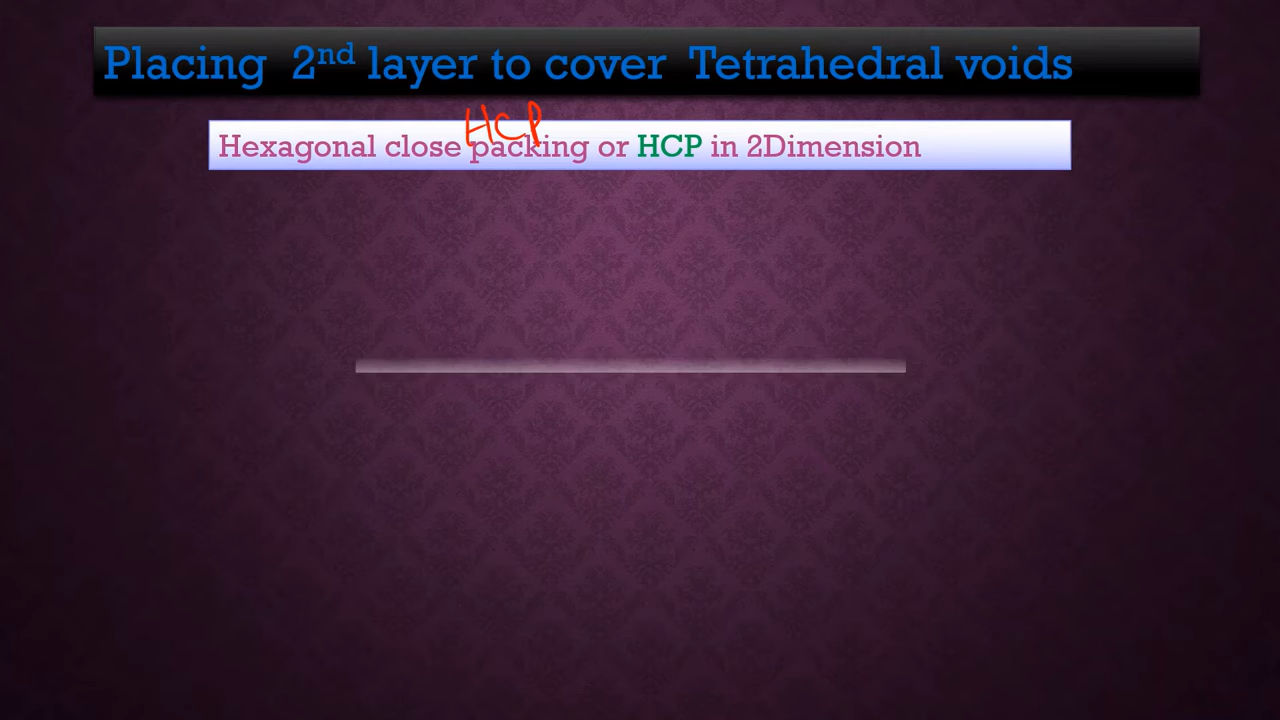 Placing 2nd layer to cover Tetrahedral voids
HCP
Hexagonal close packing or HCP in 2Dimension